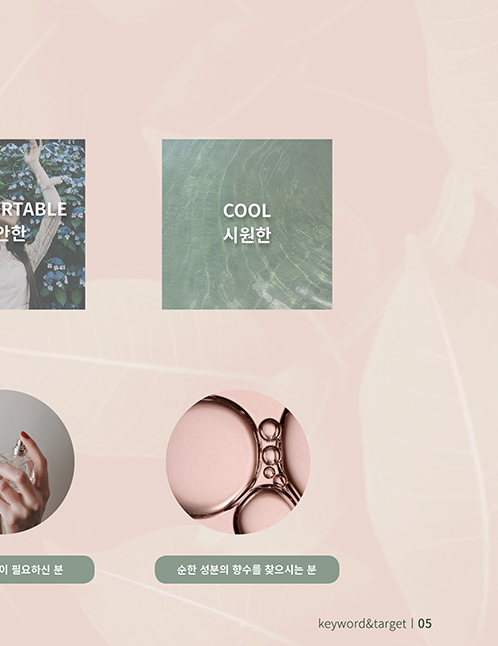 RTABLE
안한
COOL
시원한
이 필요하신 분
순한 성분의 향수를 찾으시는 분
keyword&target | 05